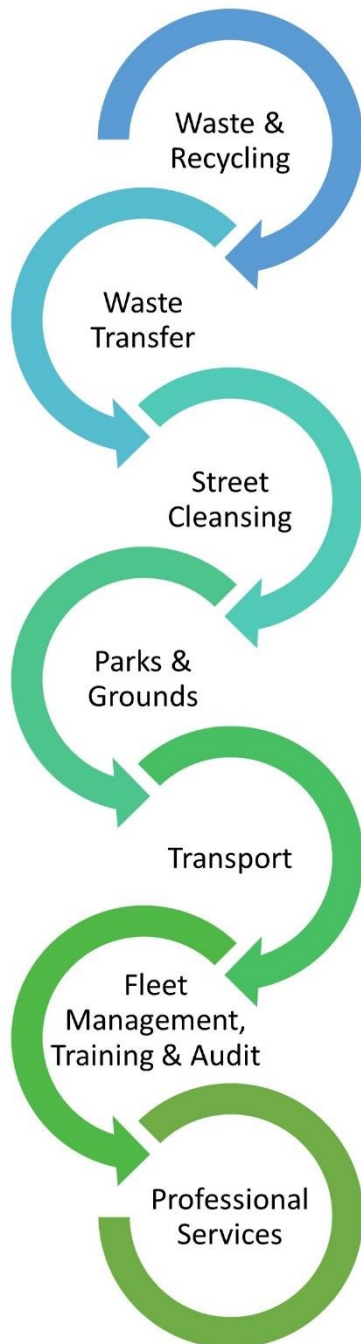 Waste &
Recycling
Waste
Transfer
Street
Cleansing
Parks &
Grounds
Transport
Fleet
Management,
Training & Audit
Professional
Services